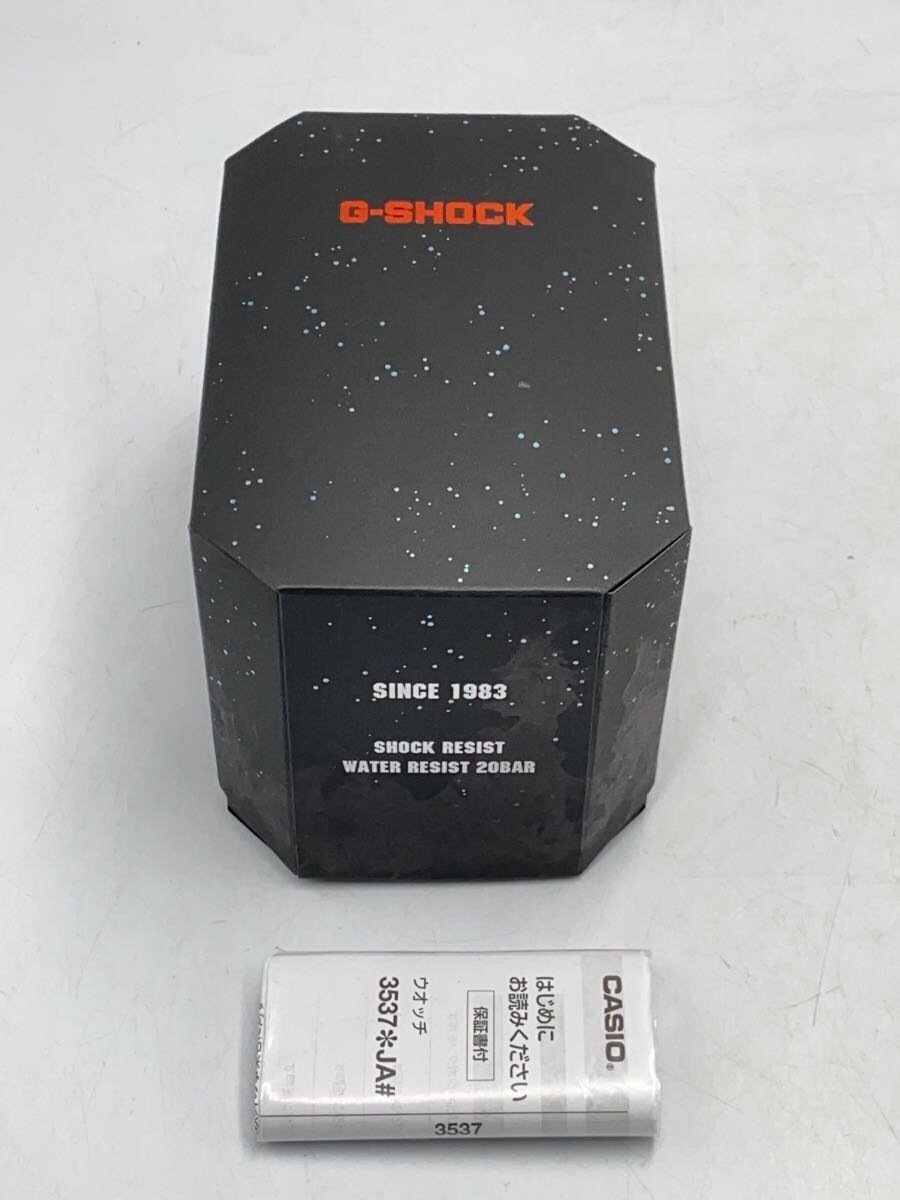 G-SHOCK
SINCE 1983
SHOCK RESIST
WATER RESIST 20BAR
CASIO®
はじめに
お読みください
保証書付
ウオッチ
3537✽JA#
3537